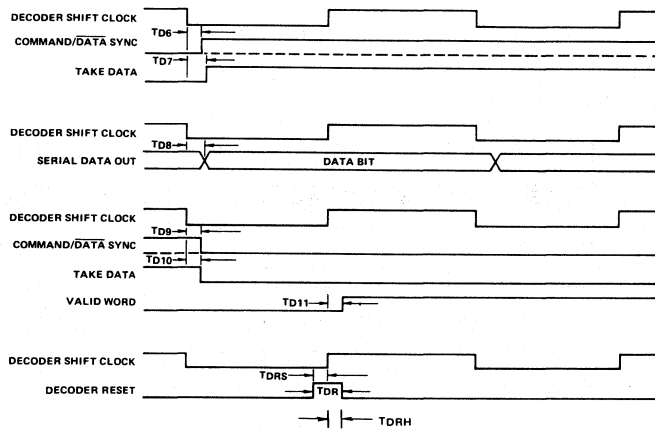 DECODER SHIFT CLOCK
TD6
COMMAND/DATA SYNC
TD7
TAKE DATA
DECODER SHIFT CLOCK
TD8
SERIAL DATA OUT
DATA BIT
DECODER SHIFT CLOCK
TD9
COMMAND/DATA SYNC
TD10
TAKE DATA
VALID WORD
TD11
DECODER SHIFT CLOCK
TDRS
DECODER RESET
TDR
TDRH